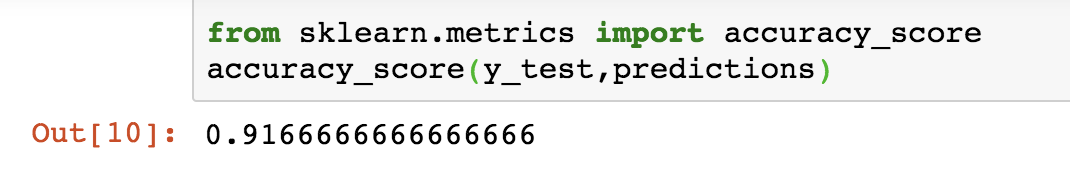 from sklearn.metrics import accuracy_score
accuracy_score(y_test,predictions)
Out[10]: 0.9166666666666666